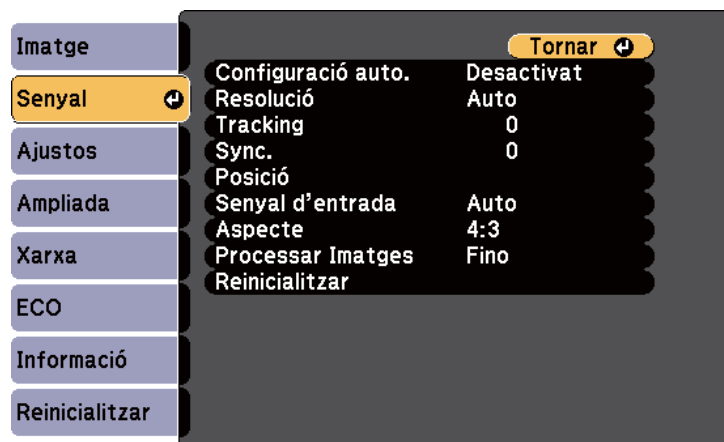 Imatge
Senyal
Ajustos
Ampliada
Xarxa
ECO
Informació
Reinicialitzar
Tornar
Configuració auto. Desactivat
Resolució Auto
Tracking 0
Sync. 0
Posició
Senyal d'entrada Auto
Aspecte 4:3
Processar Imatges Fino
Reinicialitzar